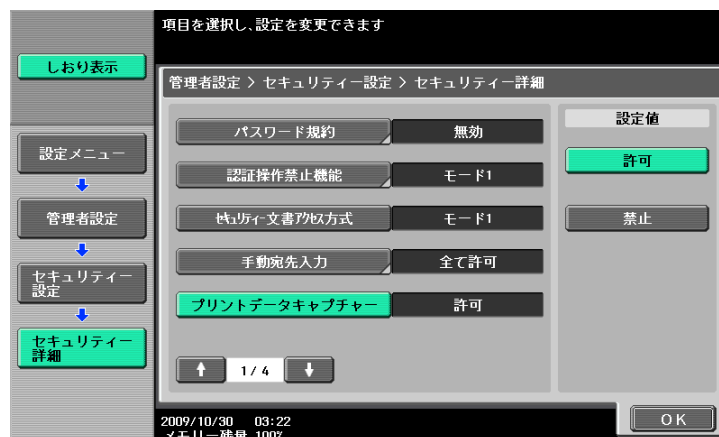 項目を選択し、設定を変更できます
しおり表示
管理者設定 > セキュリティー設定 > セキュリティー詳細
設定メニュー
管理者設定
セキュリティー
設定
セキュリティー
詳細
パスワード規約 無効
認証操作禁止機能 モード1
ｾｷｭﾘﾃｨｰ文書ｱｸｾｽ方式 モード1
手動宛先入力 全て許可
プリントデータキャプチャー 許可
1/ 4
設定値
許可
禁止
2009/10/30 03:22
メモリー残量 100%
OK